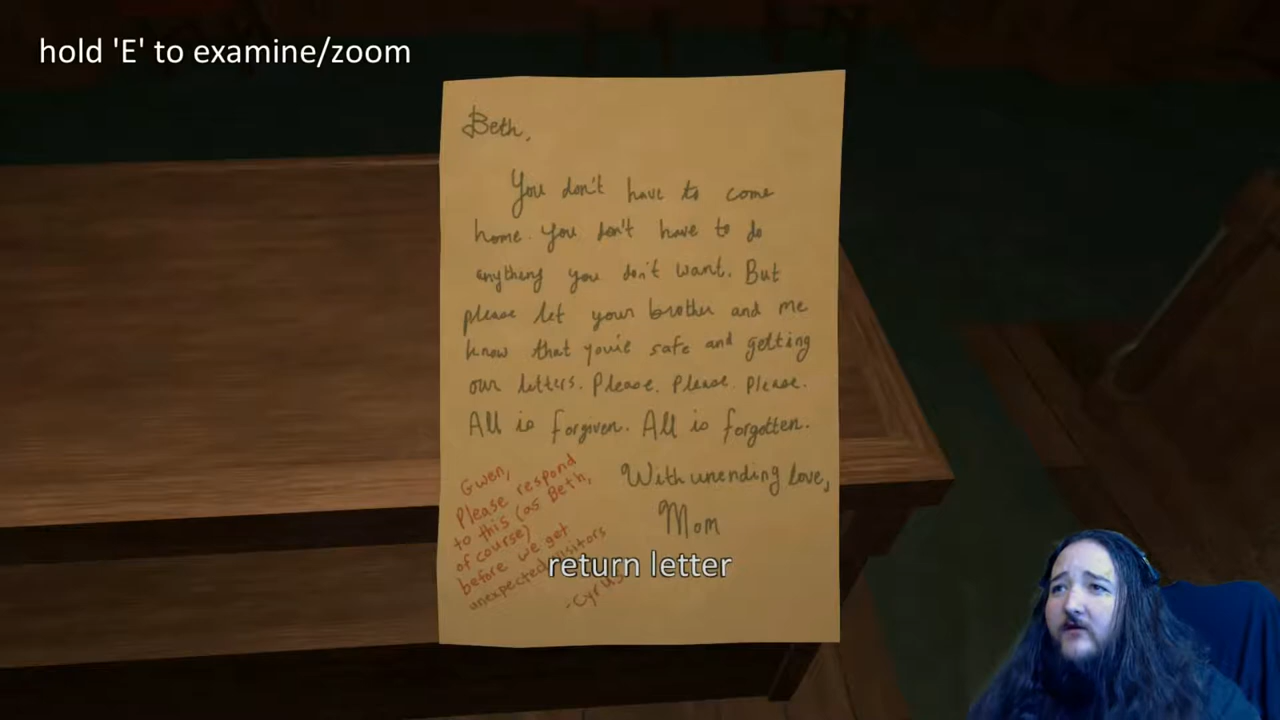 hold 'E' to examine/zoom
Beth,
You don't have to come
home. You don't have to do
anything you don't want. But
please let your brother and me
know that you're safe and getting
our letters. Please. Please. Please.
All is forgiven. All is forgotten.
With unending love,
Mom
Gwen,
Please respond
to this (as Beth,
of course)
before we get
unexpected visitors
-Cyrus
return letter